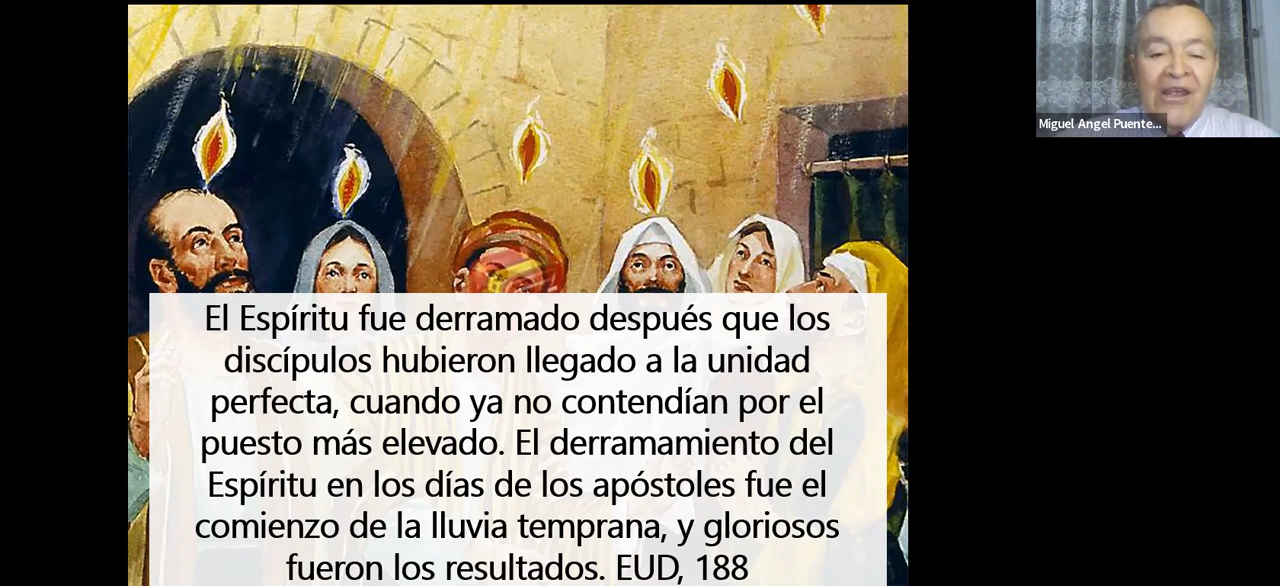 Miguel Angel Puente...
El Espíritu fue derramado después que los
discípulos hubieron llegado a la unidad
perfecta, cuando ya no contendían por el
puesto más elevado. El derramamiento del
Espíritu en los días de los apóstoles fue el
comienzo de la lluvia temprana, y gloriosos
fueron los resultados. EUD, 188